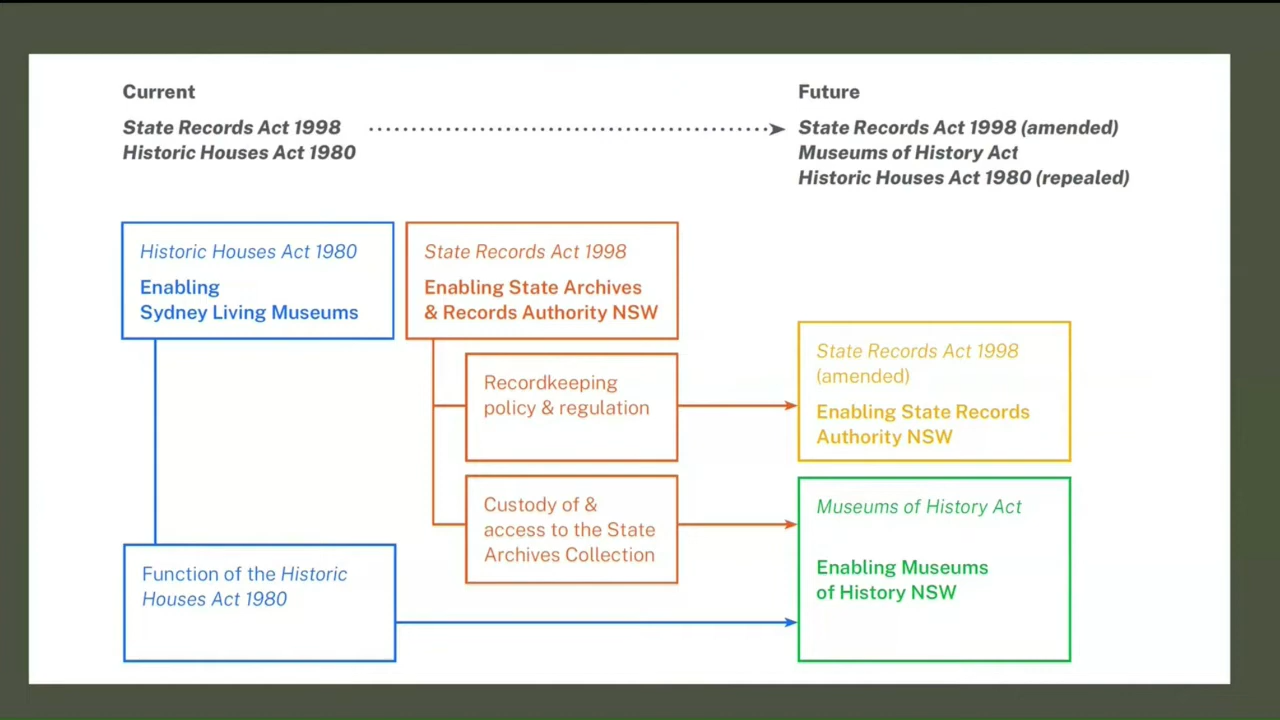 Current
State Records Act 1998
Historic Houses Act 1980
Future
State Records Act 1998 (amended)
Museums of History Act
Historic Houses Act 1980 (repealed)
Historic Houses Act 1980
Enabling
Sydney Living Museums
State Records Act 1998
Enabling State Archives
& Records Authority NSW
Recordkeeping
policy & regulation
State Records Act 1998
(amended)
Enabling State Records
Authority NSW
Custody of &
access to the State
Archives Collection
Museums of History Act
Enabling Museums
of History NSW
Function of the Historic
Houses Act 1980